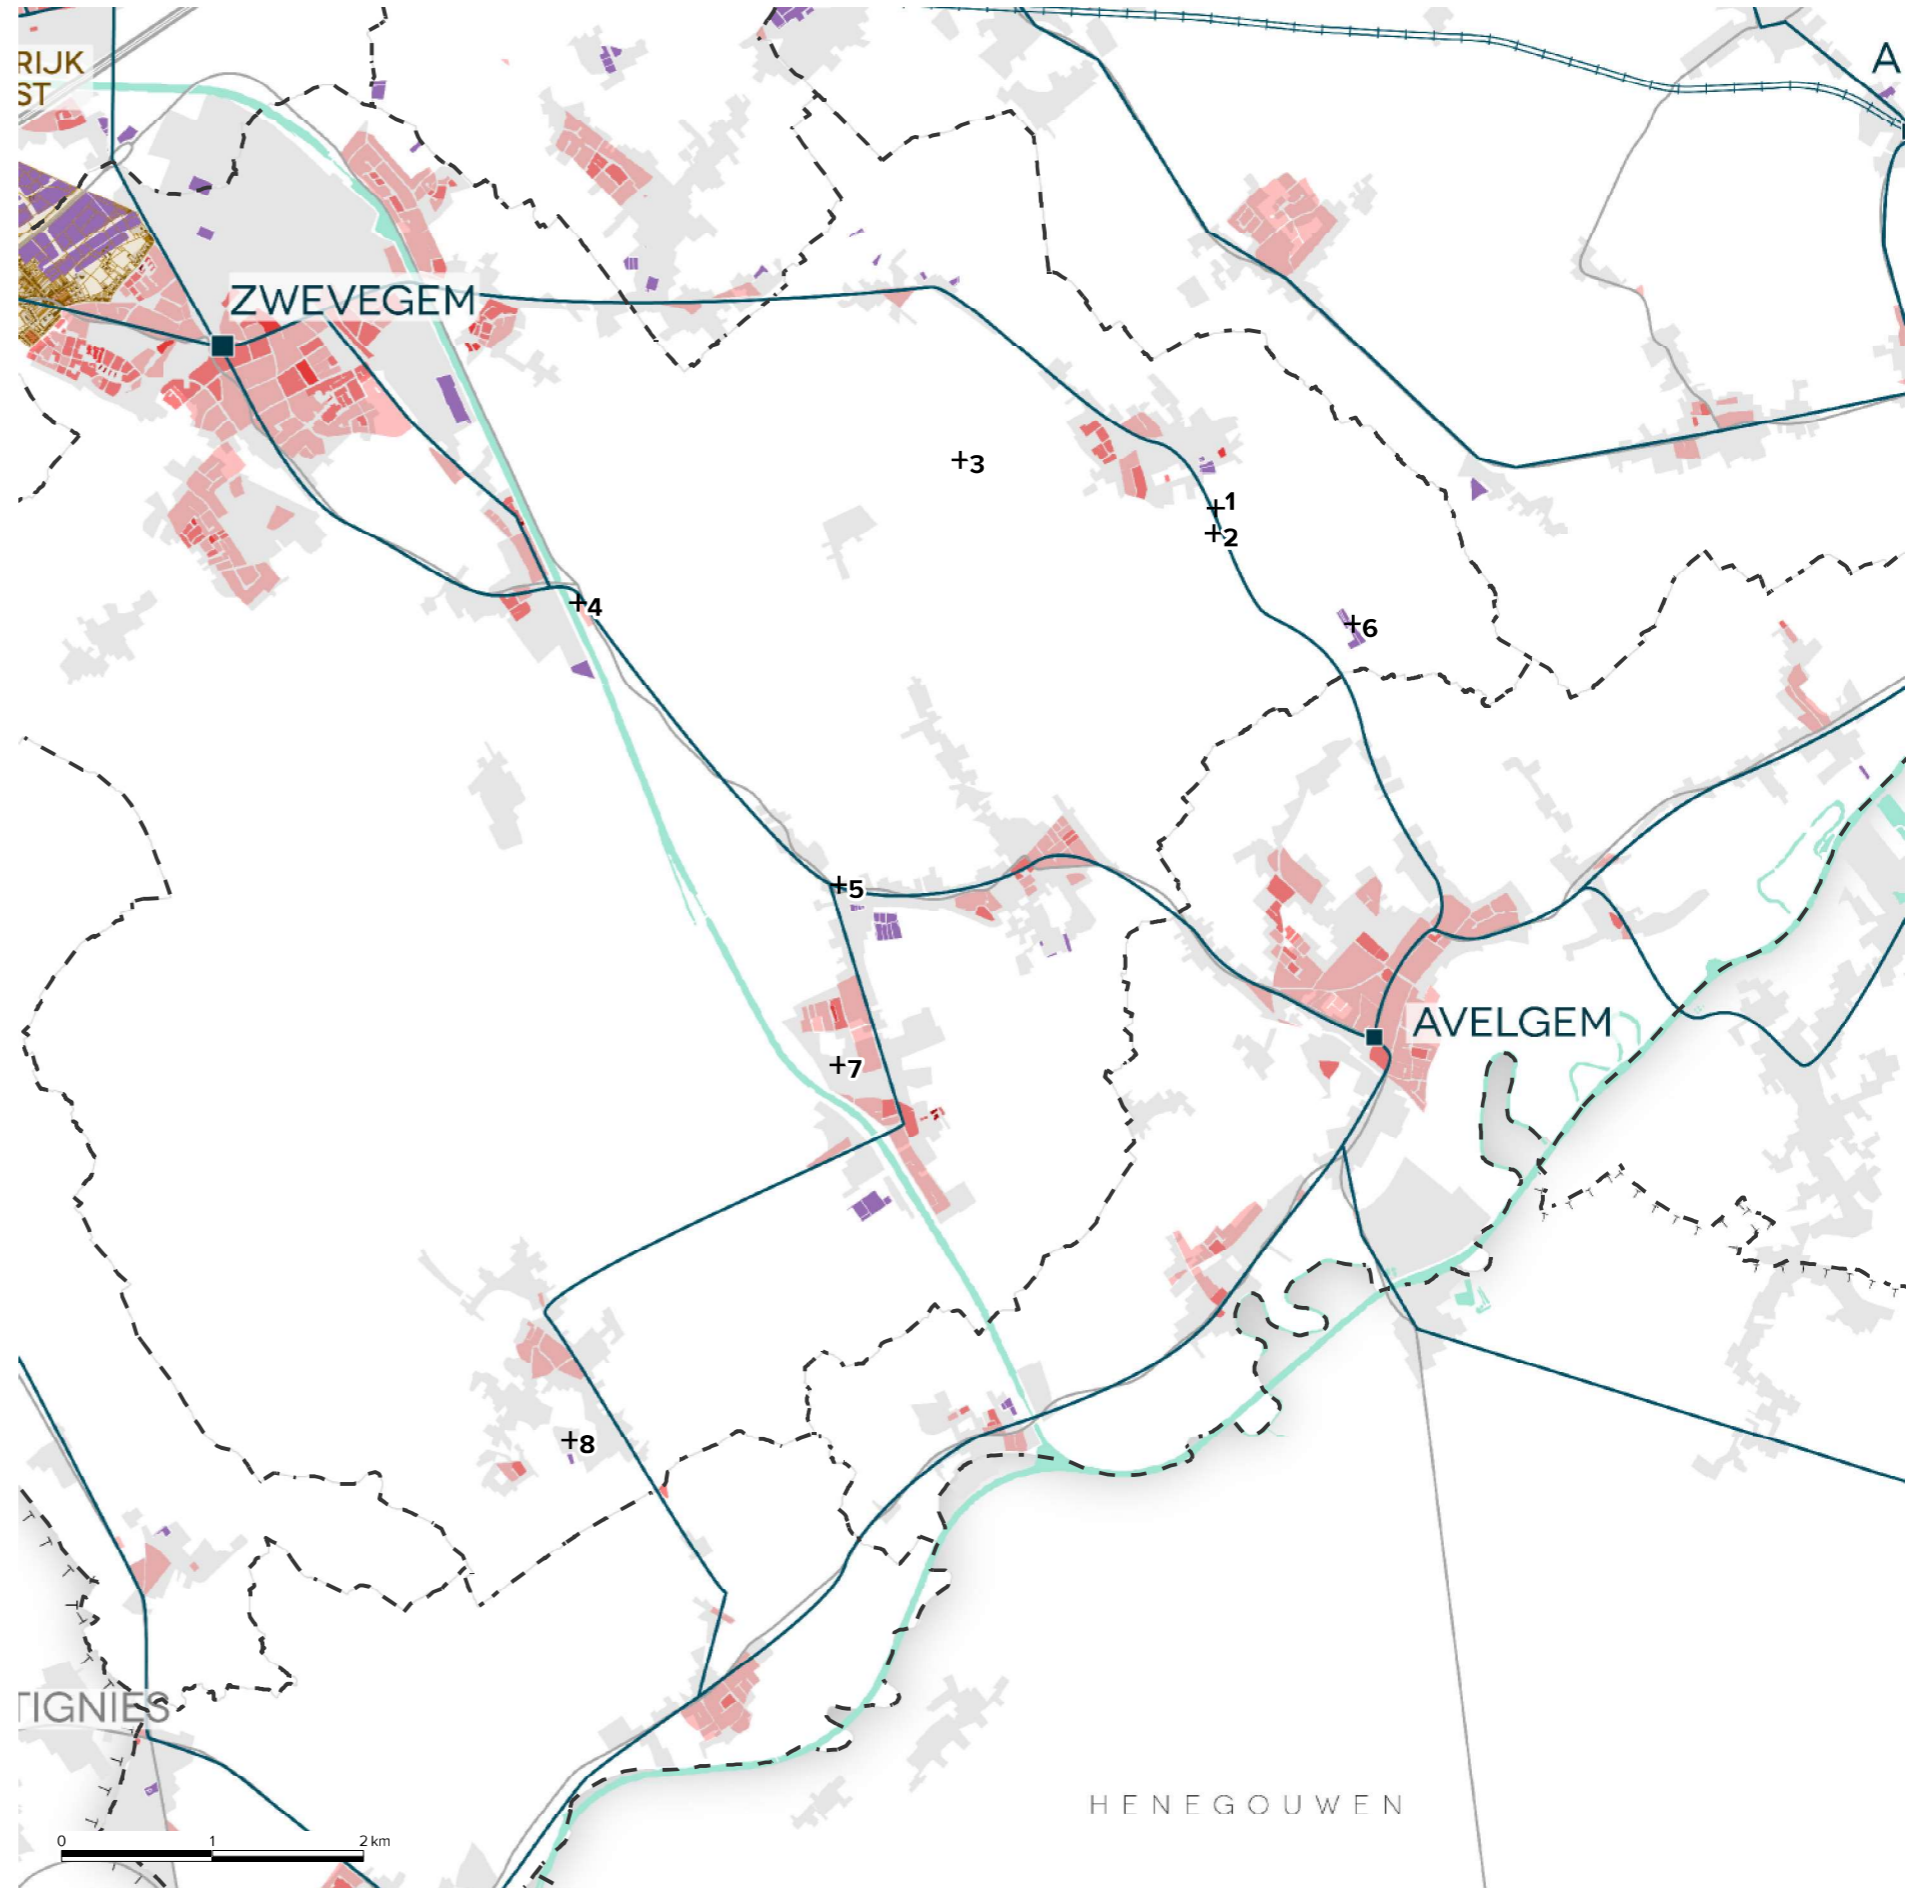 RIJK
ST
A
ZWEVEGEM
+3
+1
+2
+4
+6
+5
AVELGEM
+7
+8
TIGNIES
HENEGOUWEN
0 1 2 km